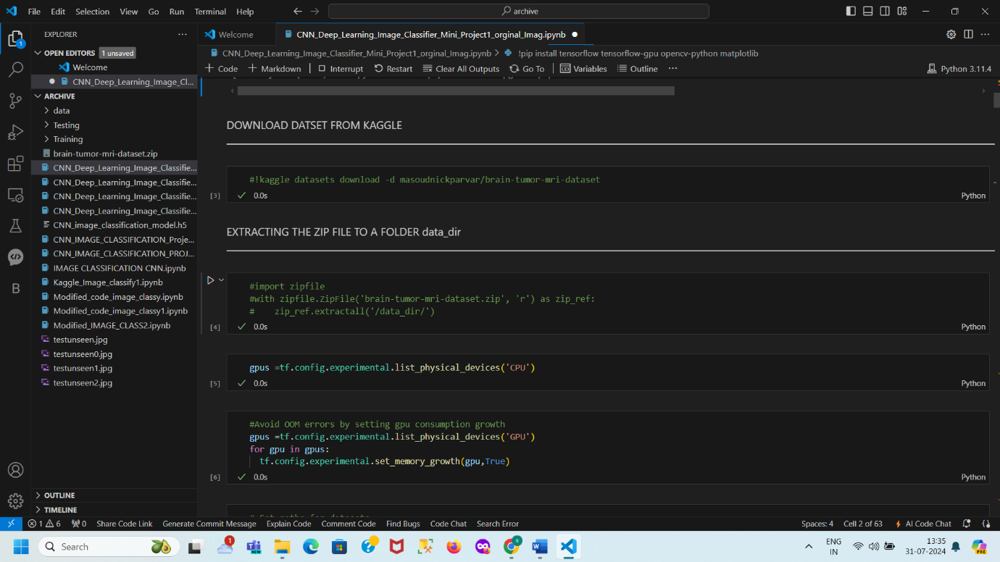 File Edit Selection View Go Run Terminal Help
archive
EXPLORER
Welcome
CNN_Deep_Learning_Image_Classifier_Mini_Project1_orginal_Imag.ipynb
OPEN EDITORS 1 unsaved
Welcome
CNN_Deep_Learning_Image_Cl...
ARCHIVE
data
Testing
Training
brain-tumor-mri-dataset.zip
CNN_Deep_Learning_Image_Classifie...
CNN_Deep_Learning_Image_Classifie...
CNN_Deep_Learning_Image_Classifie...
CNN_Deep_Learning_Image_Classifie...
CNN_image_classification_model.h5
CNN_IMAGE_CLASSIFICATION_Proje...
CNN_IMAGE_CLASSIFICATION_PROJ...
IMAGE CLASSIFICATION CNN.ipynb
Kaggle_Image_classify1.ipynb
Modified_code_image_classy.ipynb
Modified_code_image_classy1.ipynb
Modified_IMAGE_CLASS2.ipynb
testunseen.jpg
testunseen0.jpg
testunseen1.jpg
testunseen2.jpg
OUTLINE
TIMELINE
CNN_Deep_Learning_Image_Classifier_Mini_Project1_orginal_Imag.ipynb > !pip install tensorflow tensorflow-gpu opencv-python matplotlib
+ Code + Markdown Interrupt Restart Clear All Outputs Go To Variables Outline ... Python 3.11.4
DOWNLOAD DATSET FROM KAGGLE
#!kaggle datasets download -d masoudnickparvar/brain-tumor-mri-dataset
[3] 0.0s Python
EXTRACTING THE ZIP FILE TO A FOLDER data_dir
#import zipfile
#with zipfile.ZipFile('brain-tumor-mri-dataset.zip', 'r') as zip_ref:
#    zip_ref.extractall('/data_dir/')
[4] 0.0s Python
gpus =tf.config.experimental.list_physical_devices('CPU')
[5] 0.0s Python
#Avoid OOM errors by setting gpu consumption growth
gpus =tf.config.experimental.list_physical_devices('GPU')
for gpu in gpus:
  tf.config.experimental.set_memory_growth(gpu,True)
[6] 0.0s Python
1 6 0 Share Code Link Generate Commit Message Explain Code Comment Code Find Bugs Code Chat Search Error Spaces: 4 Cell 2 of 63 AI Code Chat
Search
ENG
IN
13:35
31-07-2024